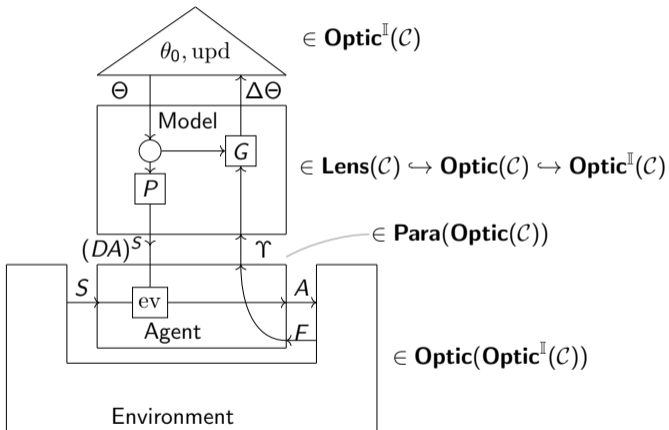 θ₀, upd
∈ Optic^𝕀(𝒞)
Θ ΔΘ
Model
G
P
∈ Lens(𝒞) ↪ Optic(𝒞) ↪ Optic^𝕀(𝒞)
(DA)^S ϒ
∈ Para(Optic(𝒞))
S ev A
Agent F
∈ Optic(Optic^𝕀(𝒞))
Environment